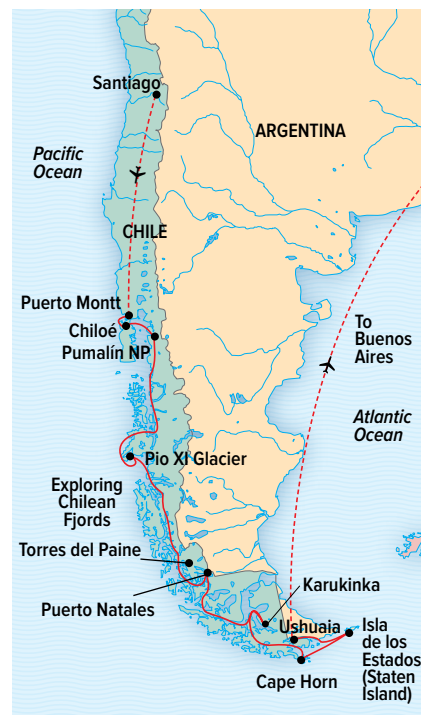 Santiago
ARGENTINA
Pacific
Ocean
CHILE
Puerto Montt
Chiloé
Pumalín NP
To
Buenos
Aires
Atlantic
Ocean
Pio XI Glacier
Exploring
Chilean
Fjords
Torres del Paine
Karukinka
Puerto Natales
Ushuaia
Isla
de los
Estados
(Staten
Island)
Cape Horn